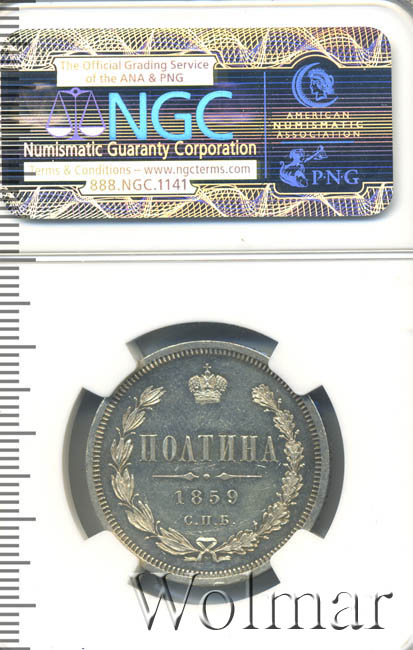 The Official Grading Service
of the ANA & PNG
NGC
Numismatic Guaranty Corporation
Terms & Conditions – www.ngcterms.com
888.NGC.1141
AMERICAN
NUMISMATIC
ASSOCIATION
P·N·G
ПОЛТИНА
1859
С.П.Б.
Wolmar